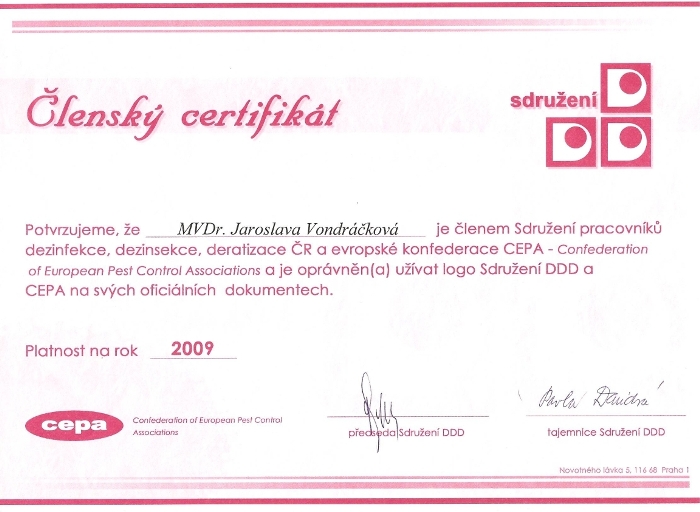 Členský certifikát
sdružení
Potvrzujeme, že MVDr. Jaroslava Vondráčková je členem Sdružení pracovníků
dezinfekce, dezinsekce, deratizace ČR a evropské konfederace CEPA - Confederation
of European Pest Control Associations a je oprávněn(a) užívat logo Sdružení DDD a
CEPA na svých oficiálních dokumentech.
Platnost na rok 2009
cepa
Confederation of European Pest Control
Associations
předseda Sdružení DDD
Pavla
tajemnice Sdružení DDD
Novotného lávka 5, 116 68 Praha 1